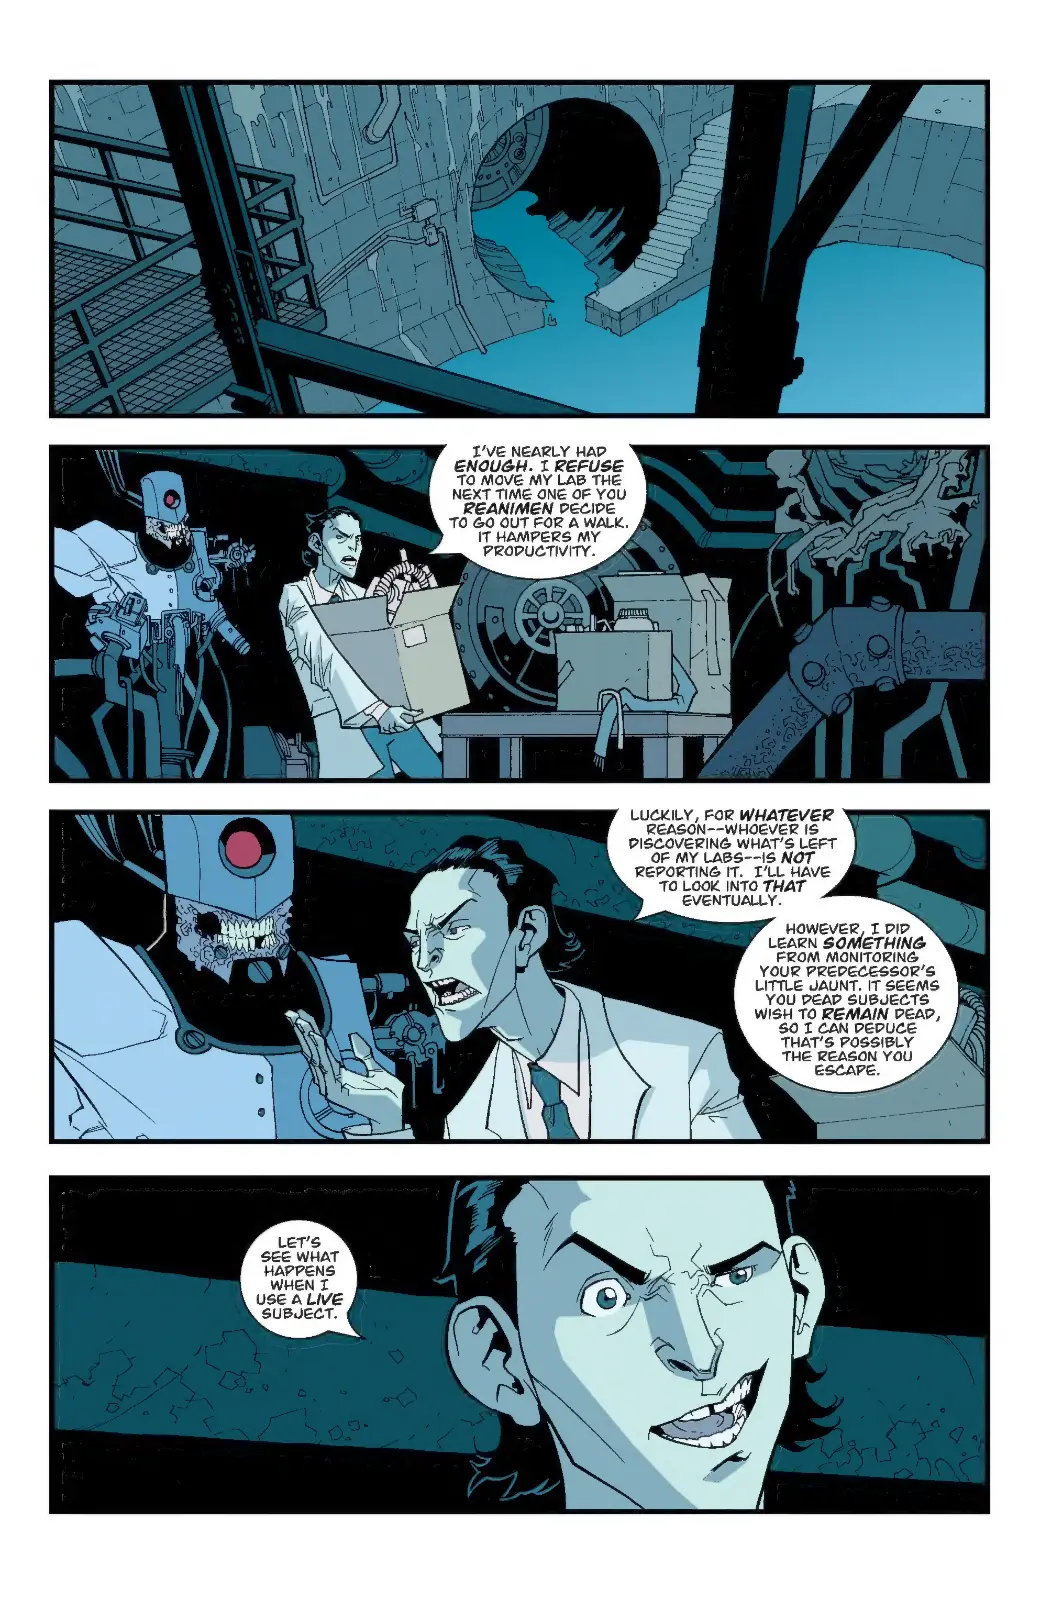 I'VE NEARLY HAD
ENOUGH. I REFUSE
TO MOVE MY LAB THE
NEXT TIME ONE OF YOU
REANIMEN DECIDE
TO GO OUT FOR A WALK.
IT HAMPERS MY
PRODUCTIVITY.
LUCKILY, FOR WHATEVER
REASON--WHOEVER IS
DISCOVERING WHAT'S LEFT
OF MY LABS--IS NOT
REPORTING IT. I'LL HAVE
TO LOOK INTO THAT
EVENTUALLY.
HOWEVER, I DID
LEARN SOMETHING
FROM MONITORING
YOUR PREDECESSOR'S
LITTLE JAUNT. IT SEEMS
YOU DEAD SUBJECTS
WISH TO REMAIN DEAD,
SO I CAN DEDUCE
THAT'S POSSIBLY
THE REASON YOU
ESCAPE.
LET'S
SEE WHAT
HAPPENS
WHEN I
USE A LIVE
SUBJECT.